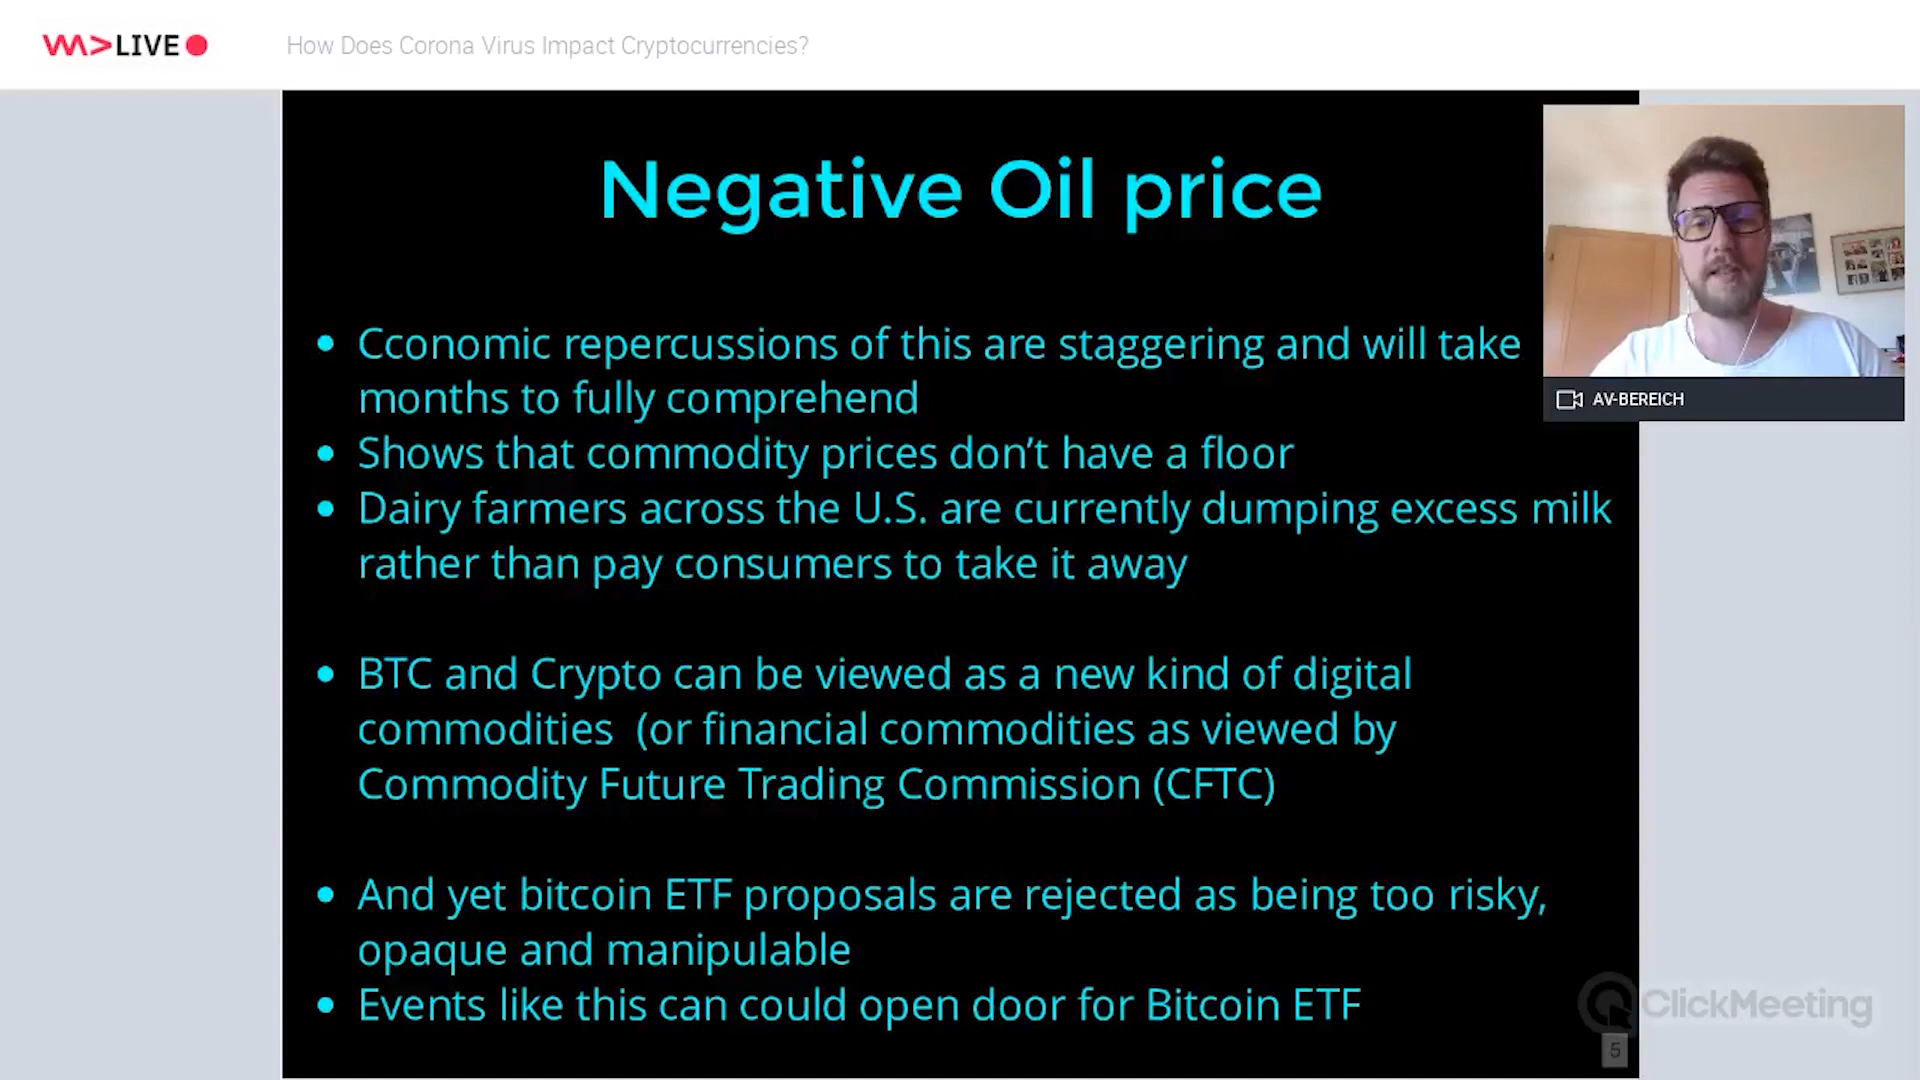 VM>LIVE
How Does Corona Virus Impact Cryptocurrencies?
Negative Oil price
• Cconomic repercussions of this are staggering and will take
months to fully comprehend
• Shows that commodity prices don’t have a floor
• Dairy farmers across the U.S. are currently dumping excess milk
rather than pay consumers to take it away
• BTC and Crypto can be viewed as a new kind of digital
commodities (or financial commodities as viewed by
Commodity Future Trading Commission (CFTC)
• And yet bitcoin ETF proposals are rejected as being too risky,
opaque and manipulable
• Events like this can could open door for Bitcoin ETF
AV-BEREICH
ClickMeeting
5